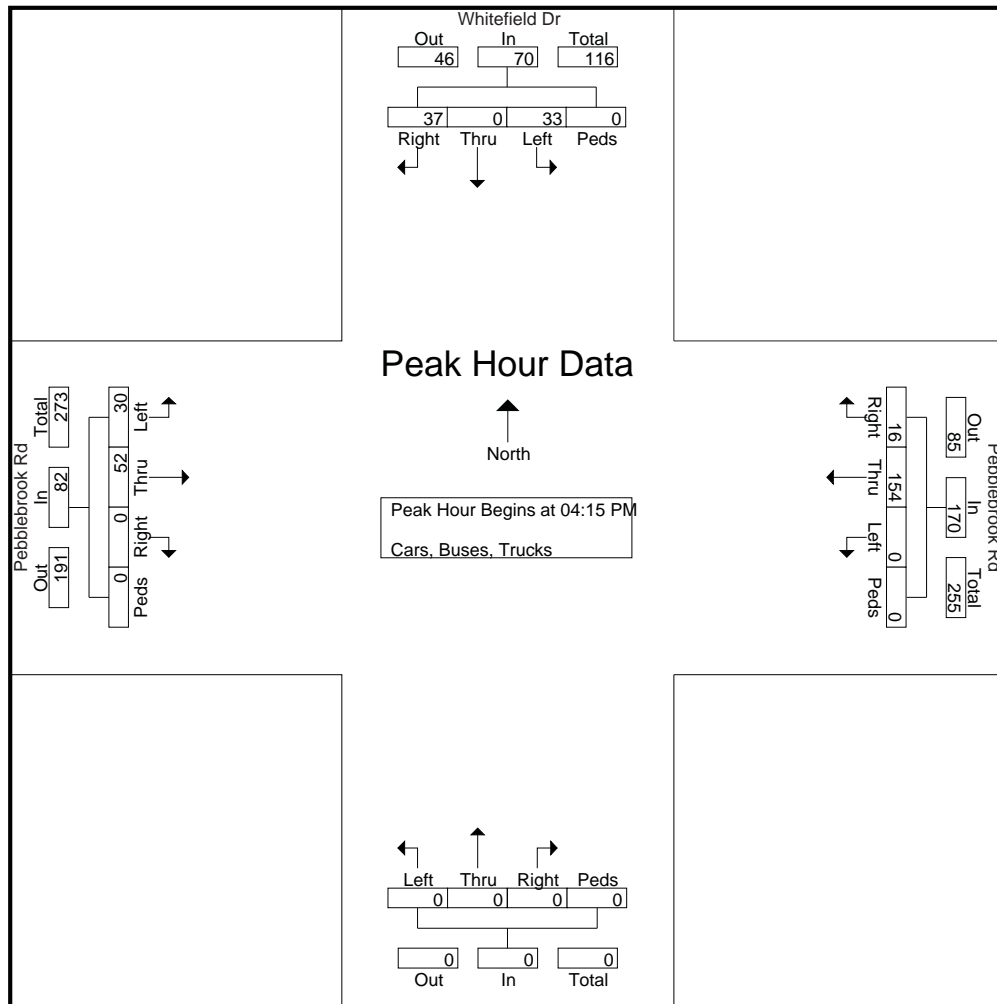 Whitefield Dr
Out In Total
46 70 116
37 0 33 0
Right Thru Left Peds
Peak Hour Data
North
Peak Hour Begins at 04:15 PM
Cars, Buses, Trucks
Pebblebrook Rd
Out In Total
191 82 273
Left Thru Right Peds
30 52 0 0
Pebblebrook Rd
Out In Total
85 170 255
Right Thru Left Peds
16 154 0 0
Left Thru Right Peds
0 0 0 0
0 0 0
Out In Total